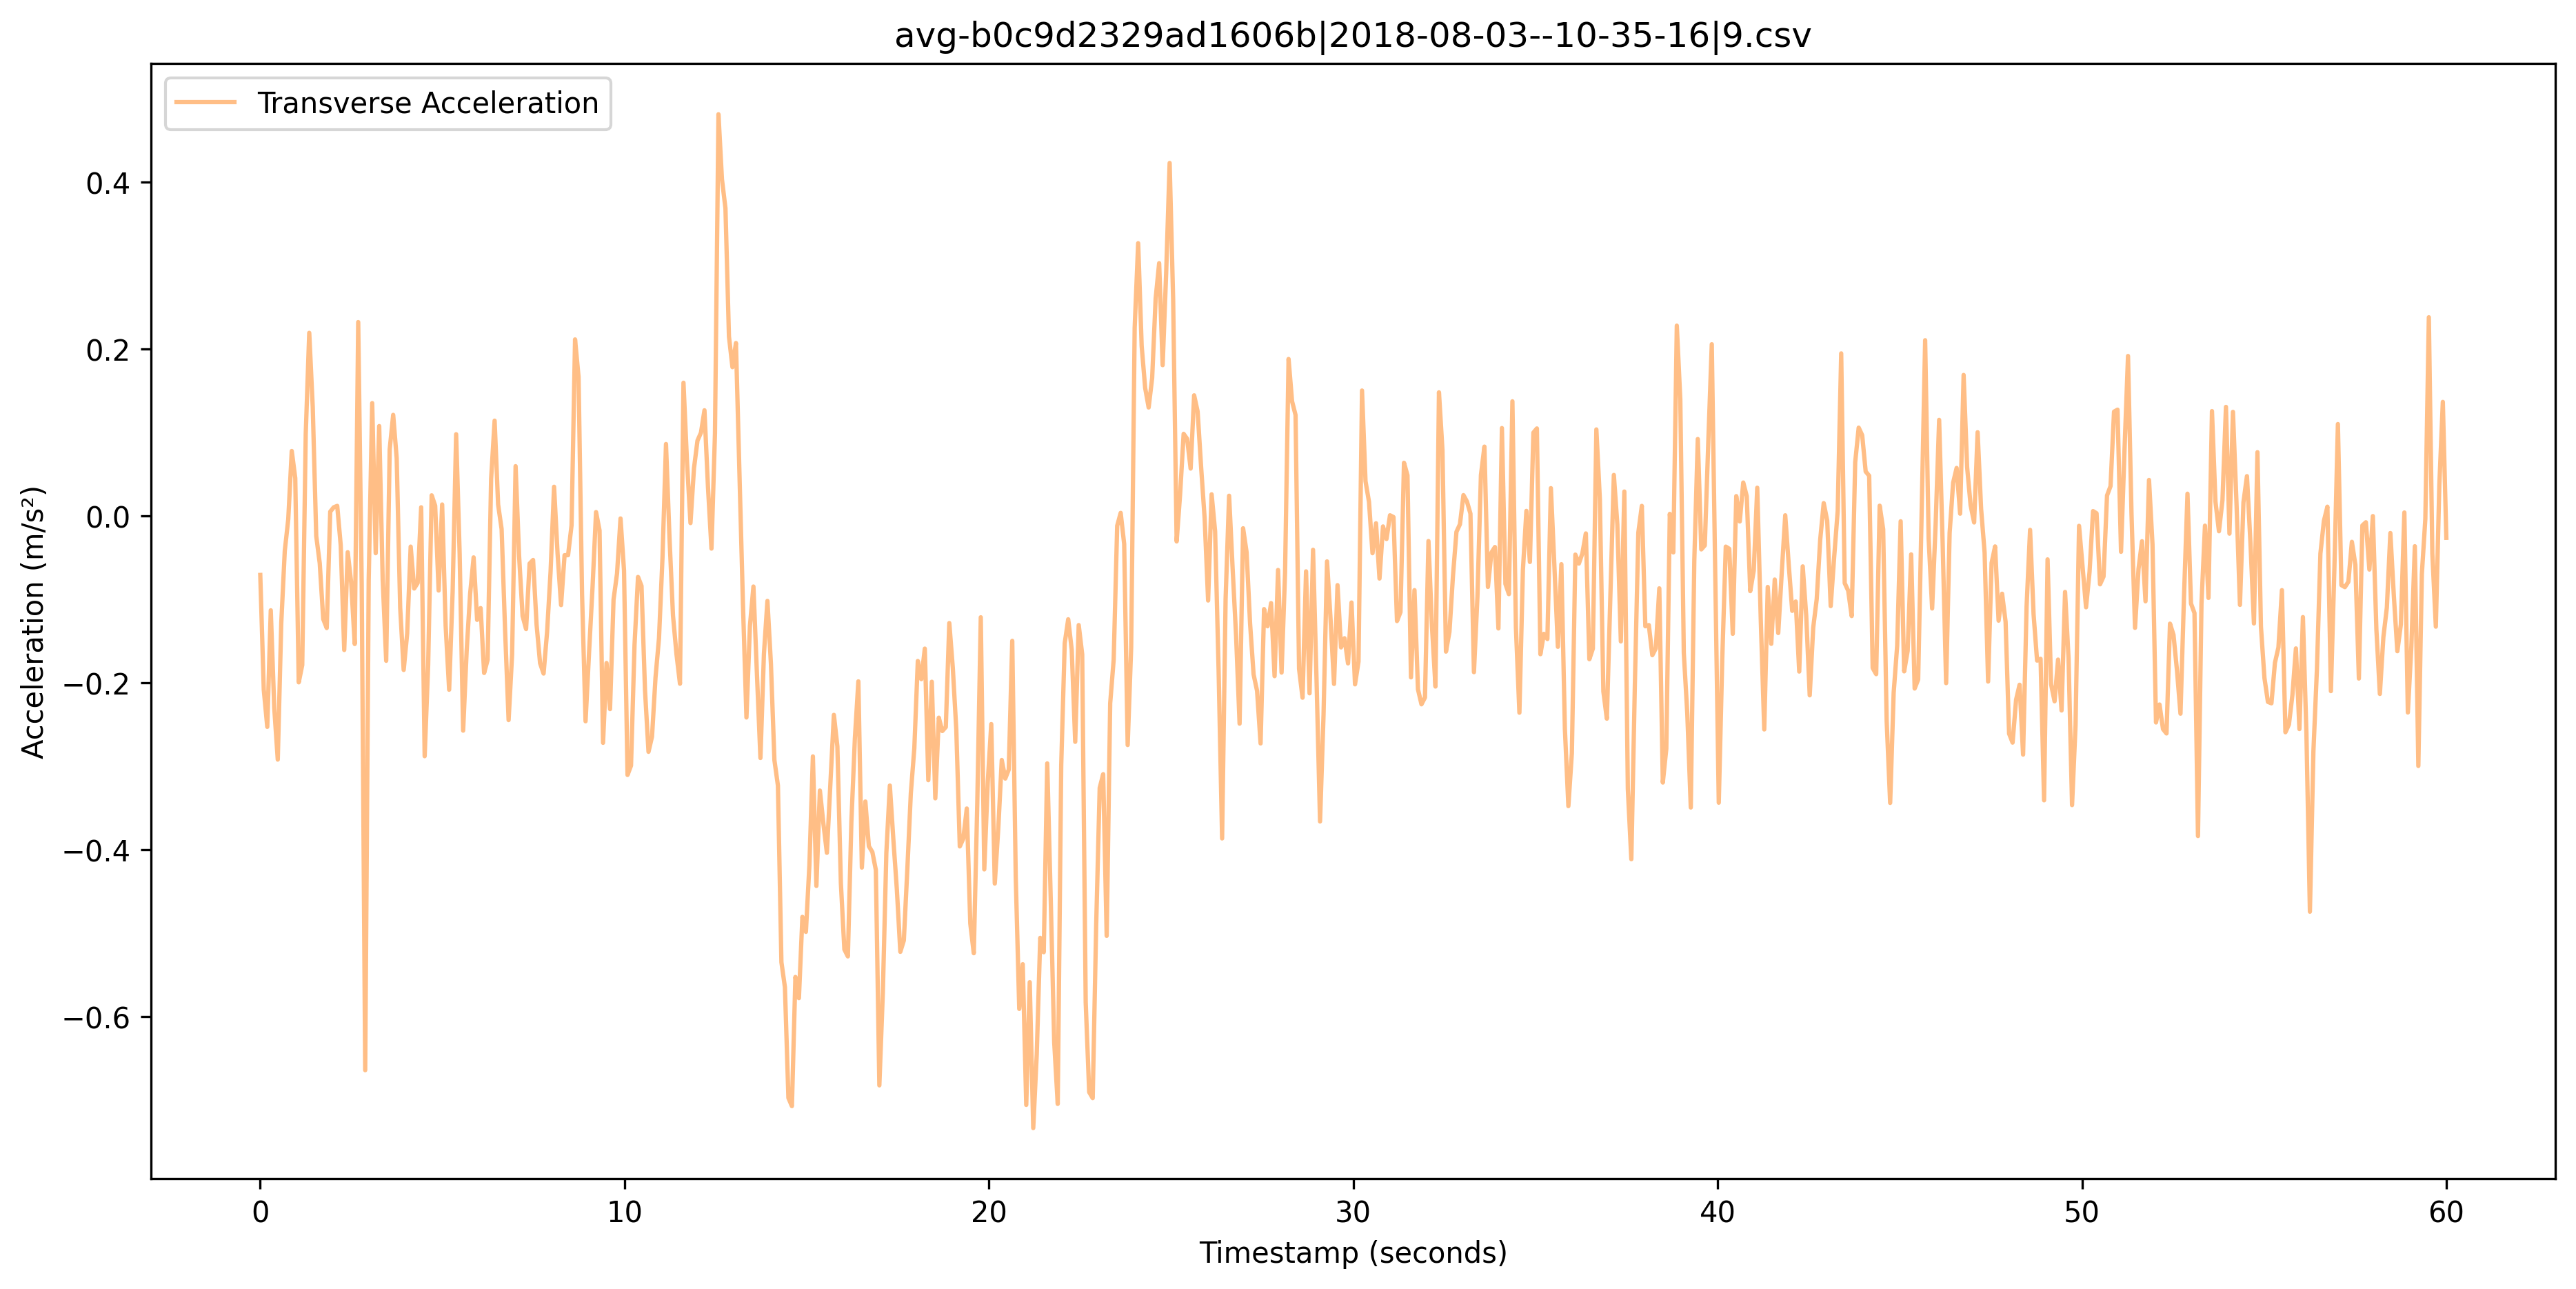 avg-b0c9d2329ad1606b|2018-08-03--10-35-16|9.csv
Transverse Acceleration
Acceleration (m/s²)
0.4
0.2
0.0
−0.2
−0.4
−0.6
0 10 20 30 40 50 60
Timestamp (seconds)